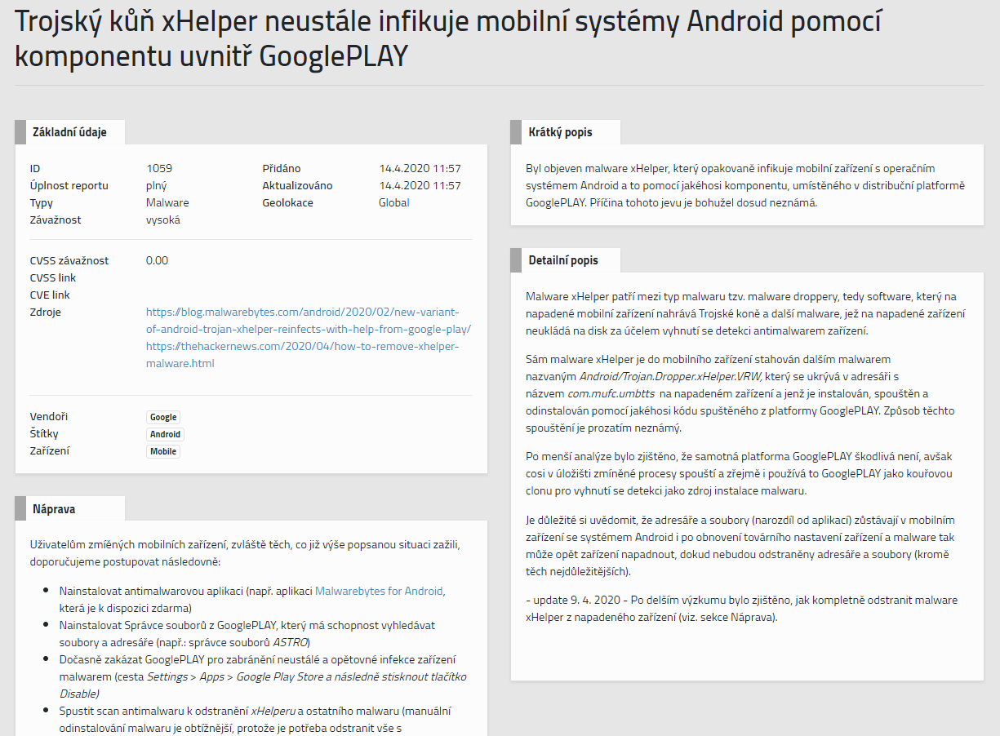 Trojský kůň xHelper neustále infikuje mobilní systémy Android pomocí
komponentu uvnitř GooglePLAY
Základní údaje
ID 1059 Přidáno 14.4.2020 11:57
Úplnost reportu plný Aktualizováno 14.4.2020 11:57
Typy Malware Geolokace Global
Závažnost vysoká
CVSS závažnost 0.00
CVSS link
CVE link
Zdroje https://blog.malwarebytes.com/android/2020/02/new-variant-
of-android-trojan-xhelper-reinfects-with-help-from-google-play/
https://thehackernews.com/2020/04/how-to-remove-xhelper-
malware.html
Vendoři Google
Štítky Android
Zařízení Mobile
Náprava
Uživatelům zmíěných mobilních zařízení, zvláště těch, co již výše popsanou situaci zažili,
doporučujeme postupovat následovně:
• Nainstalovat antimalwarovou aplikaci (např. aplikaci Malwarebytes for Android,
která je k dispozici zdarma)
• Nainstalovat Správce souborů z GooglePLAY, který má schopnost vyhledávat
soubory a adresáře (např.: správce souborů ASTRO)
• Dočasně zakázat GooglePLAY pro zabránění neustálé a opětovné infekce zařízení
malwarem (cesta Settings > Apps > Google Play Store a následně stisknout tlačítko
Disable)
• Spustit scan antimalwaru k odstranění xHelperu a ostatního malwaru (manuální
odinstalování malwaru je obtížnější, protože je potřeba odstranit vše s
Krátký popis
Byl objeven malware xHelper, který opakovaně infikuje mobilní zařízení s operačním
systémem Android a to pomocí jakéhosi komponentu, umístěného v distribuční platformě
GooglePLAY. Příčina tohoto jevu je bohužel dosud neznámá.
Detailní popis
Malware xHelper patří mezi typ malwaru tzv. malware droppery, tedy software, který na
napadené mobilní zařízení nahrává Trojské koně a další malware, jež na napadené zařízení
neukládá na disk za účelem vyhnutí se detekci antimalwarem zařízení.
Sám malware xHelper je do mobilního zařízení stahován dalším malwarem
nazvaným Android/Trojan.Dropper.xHelper.VRW, který se ukrývá v adresáři s
názvem com.mufc.umbtts na napadeném zařízení a jenž je instalován, spouštěn a
odinstalován pomocí jakéhosi kódu spuštěného z platformy GooglePLAY. Způsob těchto
spouštění je prozatím neznámý.
Po menší analýze bylo zjištěno, že samotná platforma GooglePLAY škodlivá není, avšak
cosi v úložišti zmíněné procesy spouští a zřejmě i používá to GooglePLAY jako kouřovou
clonu pro vyhnutí se detekci jako zdroj instalace malwaru.
Je důležité si uvědomit, že adresáře a soubory (narozdíl od aplikací) zůstávají v mobilním
zařízení se systémem Android i po obnovení továrního nastavení zařízení a malware tak
může opět zařízení napadnout, dokud nebudou odstraněny adresáře a soubory (kromě
těch nejdůležitějších).
- update 9. 4. 2020 - Po delším výzkumu bylo zjištěno, jak kompletně odstranit malware
xHelper z napadeného zařízení (viz. sekce Náprava).